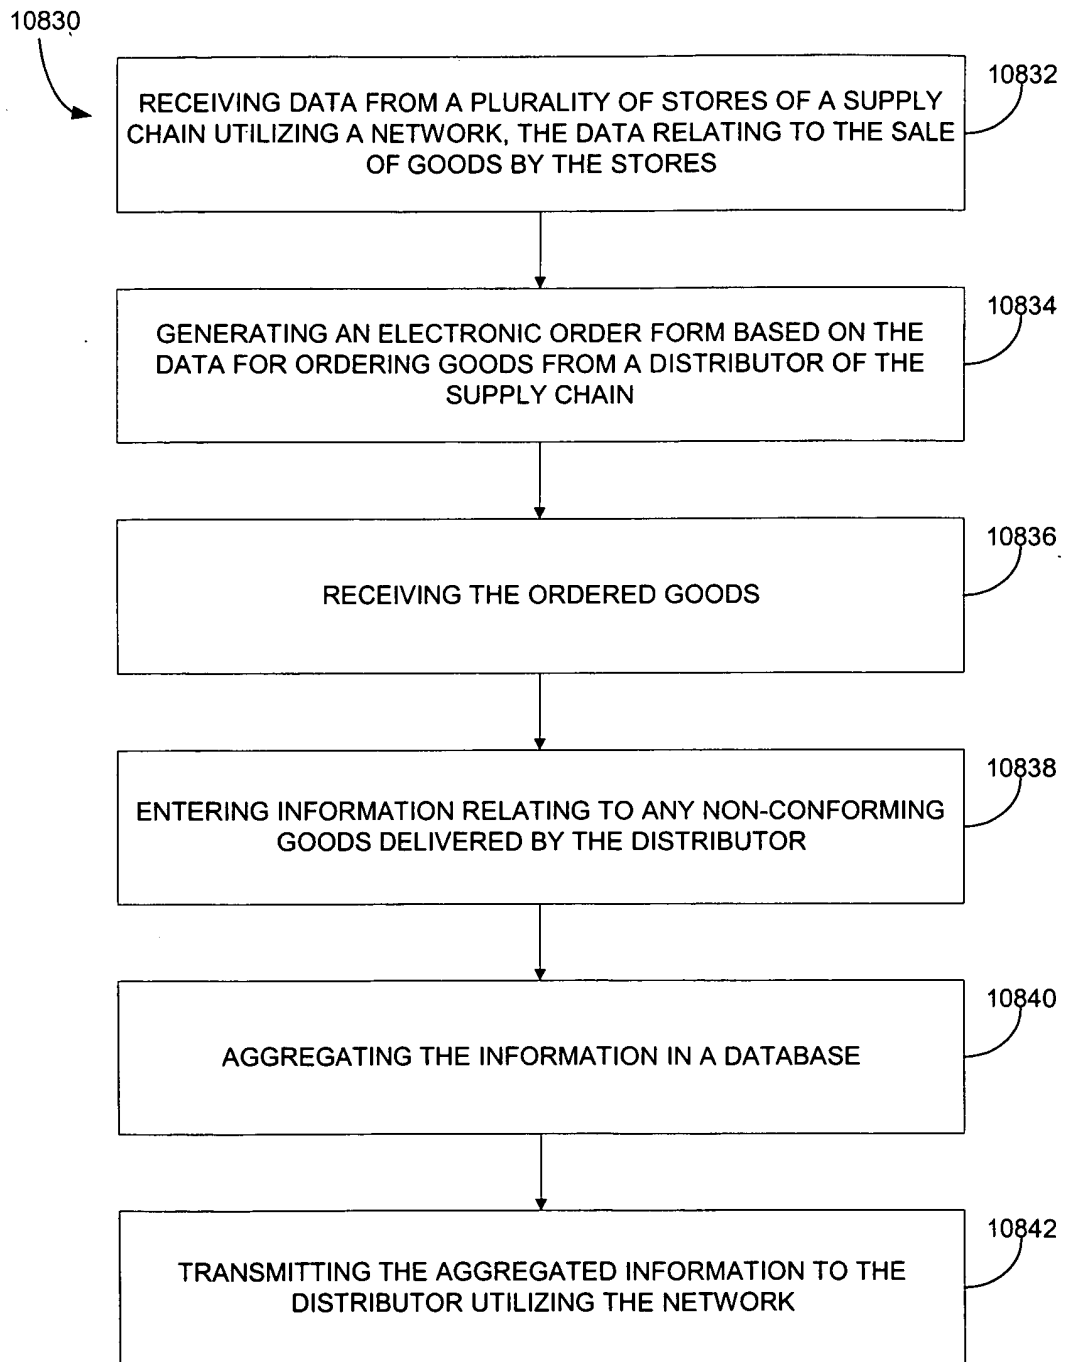 10830
10832
RECEIVING DATA FROM A PLURALITY OF STORES OF A SUPPLY
CHAIN UTILIZING A NETWORK, THE DATA RELATING TO THE SALE
OF GOODS BY THE STORES
10834
GENERATING AN ELECTRONIC ORDER FORM BASED ON THE
DATA FOR ORDERING GOODS FROM A DISTRIBUTOR OF THE
SUPPLY CHAIN
10836
RECEIVING THE ORDERED GOODS
10838
ENTERING INFORMATION RELATING TO ANY NON-CONFORMING
GOODS DELIVERED BY THE DISTRIBUTOR
10840
AGGREGATING THE INFORMATION IN A DATABASE
10842
TRANSMITTING THE AGGREGATED INFORMATION TO THE
DISTRIBUTOR UTILIZING THE NETWORK